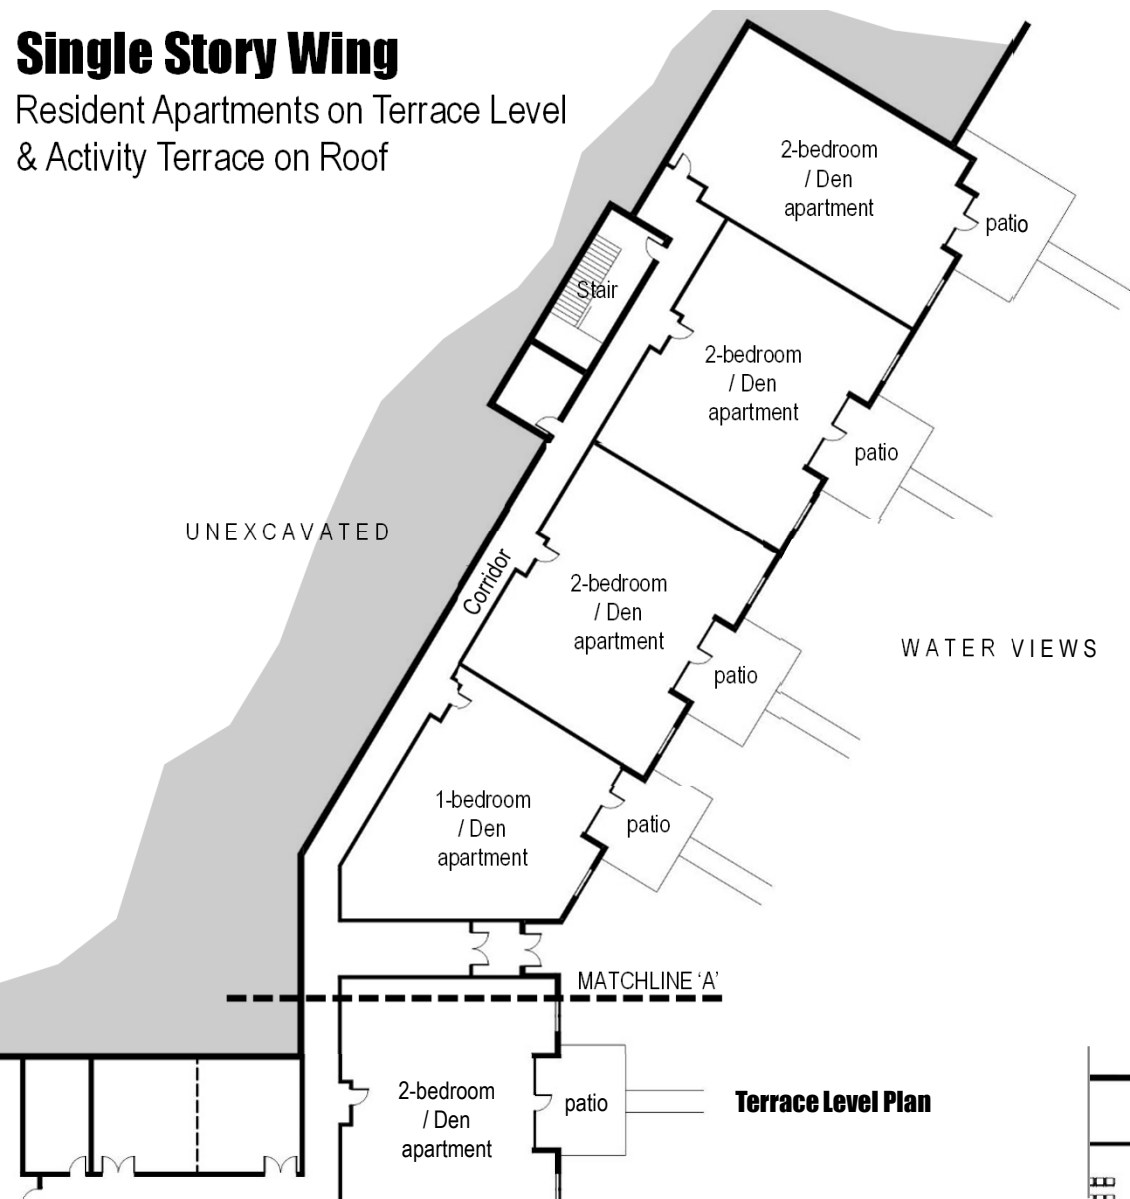 Single Story Wing
Resident Apartments on Terrace Level
& Activity Terrace on Roof
2-bedroom
/ Den
apartment
patio
Stair
2-bedroom
/ Den
apartment
patio
UNEXCAVATED
Corridor
2-bedroom
/ Den
apartment
patio
WATER VIEWS
1-bedroom
/ Den
apartment
patio
MATCHLINE 'A'
2-bedroom
/ Den
apartment
patio
Terrace Level Plan